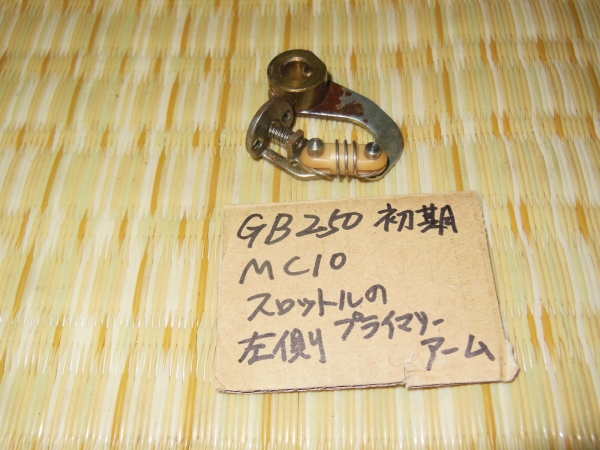 GB250 初期
MC10
スロットルの
左側 プライマリー
アーム